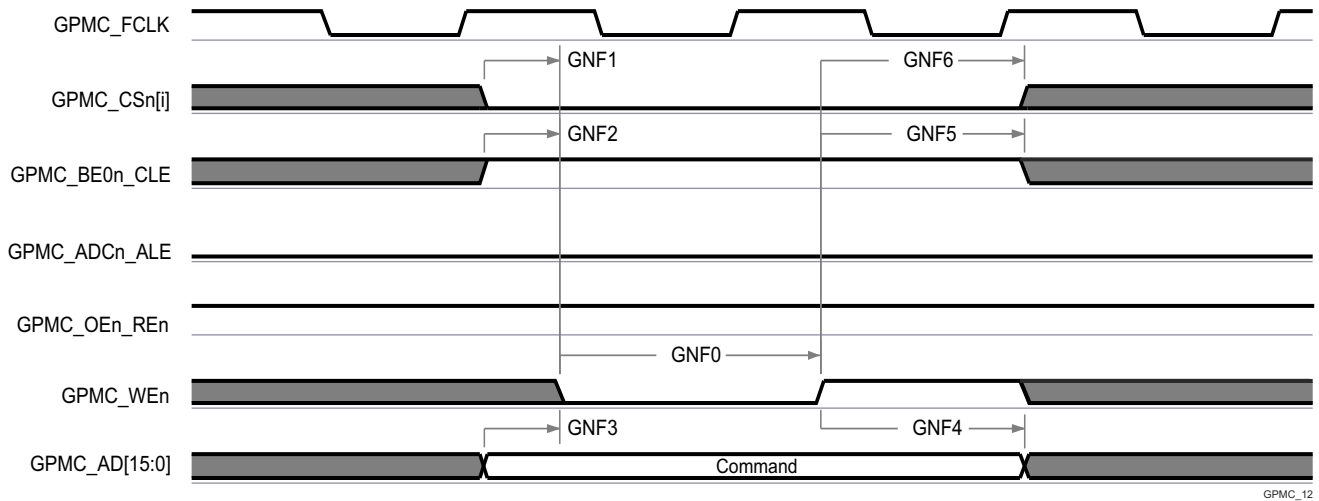 GPMC_FCLK
GNF1
GNF6
GPMC_CSn[i]
GNF2
GNF5
GPMC_BE0n_CLE
GPMC_ADCn_ALE
GPMC_OEn_REn
GNF0
GPMC_WEn
GNF3
GNF4
GPMC_AD[15:0]
Command
GPMC_12